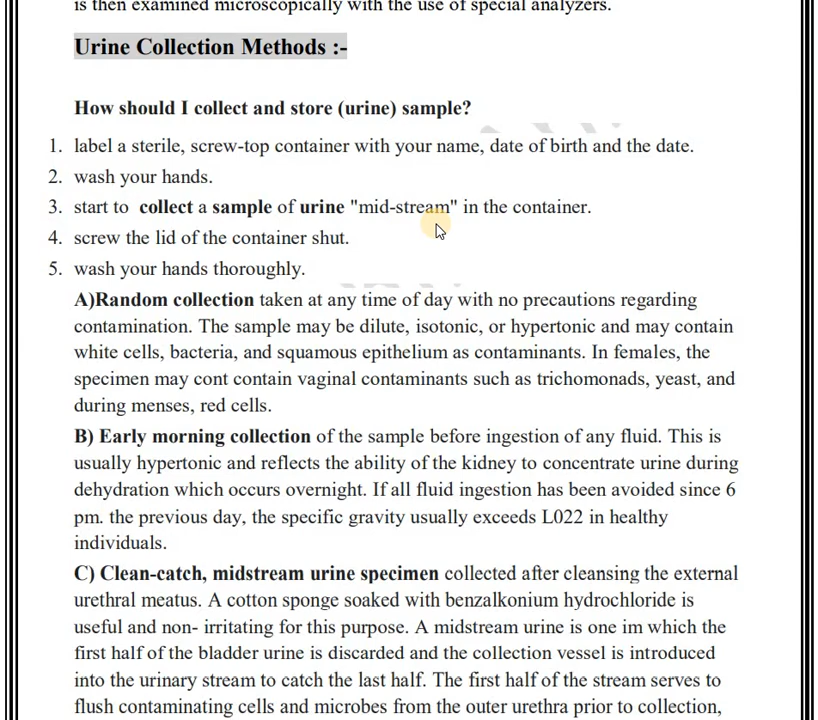 is then examined microscopically with the use of special analyzers.
Urine Collection Methods :-
How should I collect and store (urine) sample?
1. label a sterile, screw-top container with your name, date of birth and the date.
2. wash your hands.
3. start to collect a sample of urine "mid-stream" in the container.
4. screw the lid of the container shut.
5. wash your hands thoroughly.
A)Random collection taken at any time of day with no precautions regarding
contamination. The sample may be dilute, isotonic, or hypertonic and may contain
white cells, bacteria, and squamous epithelium as contaminants. In females, the
specimen may cont contain vaginal contaminants such as trichomonads, yeast, and
during menses, red cells.
B) Early morning collection of the sample before ingestion of any fluid. This is
usually hypertonic and reflects the ability of the kidney to concentrate urine during
dehydration which occurs overnight. If all fluid ingestion has been avoided since 6
pm. the previous day, the specific gravity usually exceeds L022 in healthy
individuals.
C) Clean-catch, midstream urine specimen collected after cleansing the external
urethral meatus. A cotton sponge soaked with benzalkonium hydrochloride is
useful and non- irritating for this purpose. A midstream urine is one im which the
first half of the bladder urine is discarded and the collection vessel is introduced
into the urinary stream to catch the last half. The first half of the stream serves to
flush contaminating cells and microbes from the outer urethra prior to collection,